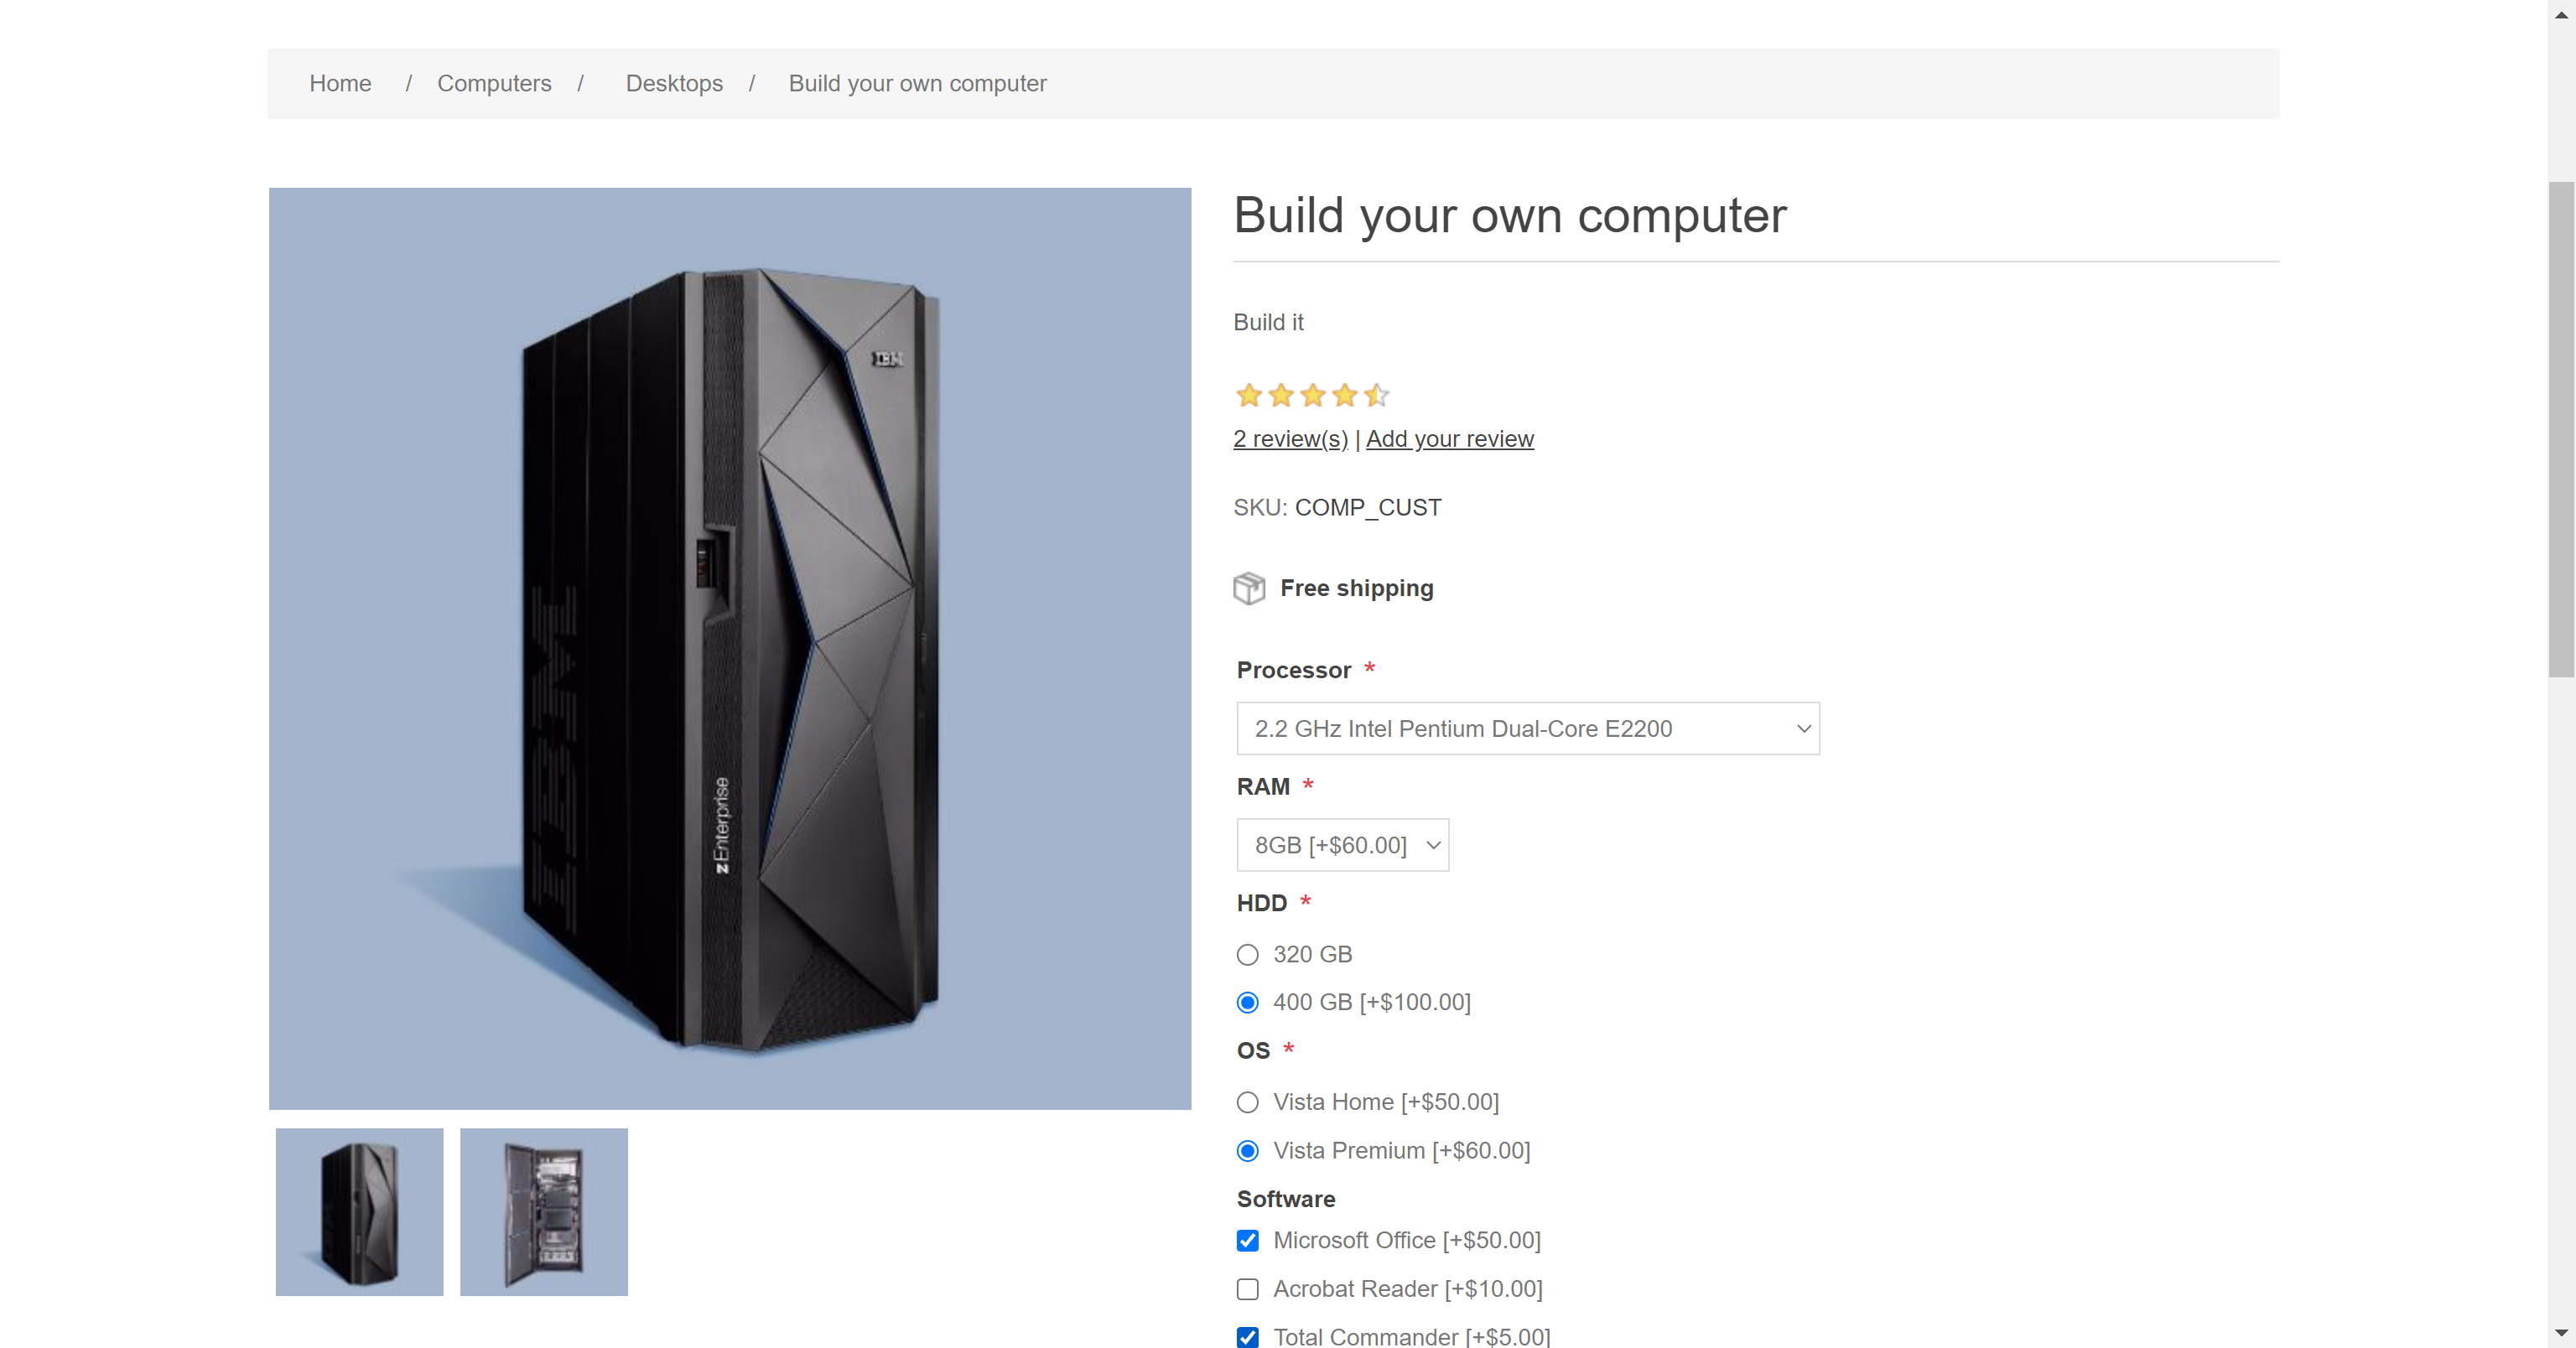 Home / Computers / Desktops / Build your own computer
IBM
IBM
zEnterprise
Build your own computer
Build it
2 review(s) | Add your review
SKU: COMP_CUST
Free shipping
Processor *
2.2 GHz Intel Pentium Dual-Core E2200
RAM *
8GB [+$60.00]
HDD *
320 GB
400 GB [+$100.00]
OS *
Vista Home [+$50.00]
Vista Premium [+$60.00]
Software
Microsoft Office [+$50.00]
Acrobat Reader [+$10.00]
Total Commander [+$5.00]